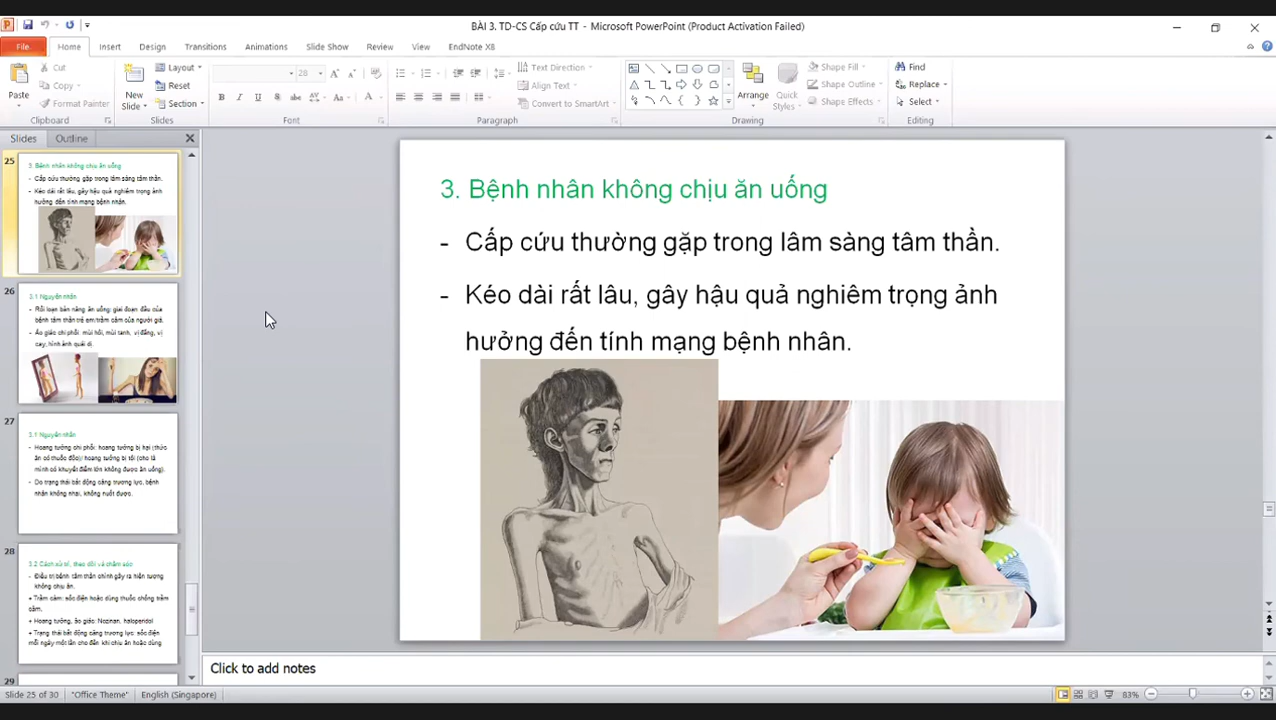 BÀI 3. TD-CS Cấp cứu TT - Microsoft PowerPoint (Product Activation Failed)
File Home Insert Design Transitions Animations Slide Show Review View EndNote X8
Paste
Cut
Copy
Format Painter
Clipboard
New Slide
Layout
Reset
Section
Slides
28
Font
Text Direction
Align Text
Convert to SmartArt
Paragraph
Arrange
Quick Styles
Shape Fill
Shape Outline
Shape Effects
Drawing
Find
Replace
Select
Editing
Slides Outline
25
3. Bệnh nhân không chịu ăn uống
- Cấp cứu thường gặp trong lâm sàng tâm thần.
- Kéo dài rất lâu, gây hậu quả nghiêm trọng ảnh
hưởng đến tính mạng bệnh nhân.
26
3.1 Nguyên nhân
- Rối loạn bản năng ăn uống: giai đoạn đầu của
bệnh tâm thần trẻ em/trầm cảm của người già.
- Ảo giác chi phối: mùi hôi, mùi tanh, vị đắng, vị
cay, hình ảnh quái dị.
27
3.1 Nguyên nhân
- Hoang tưởng chi phối: hoang tưởng bị hại (thức
ăn có thuốc độc)/ hoang tưởng bị tội (cho là
mình có khuyết điểm lớn không được ăn uống).
- Do trạng thái bất động căng trương lực, bệnh
nhân không nhai, không nuốt được.
28
3.2 Cách xử trí, theo dõi và chăm sóc
- Điều trị bệnh tâm thần chính gây ra hiện tượng
không chịu ăn.
+ Trầm cảm: sốc điện hoặc dùng thuốc chống trầm
cảm.
+ Hoang tưởng, ảo giác: Nozinan, haloperidol
+ Trạng thái bất động căng trương lực: sốc điện
mỗi ngày một lần cho đến khi chịu ăn hoặc dùng
29
3. Bệnh nhân không chịu ăn uống
- Cấp cứu thường gặp trong lâm sàng tâm thần.
- Kéo dài rất lâu, gây hậu quả nghiêm trọng ảnh
hưởng đến tính mạng bệnh nhân.
Click to add notes
Slide 25 of 30 "Office Theme" English (Singapore) 83%